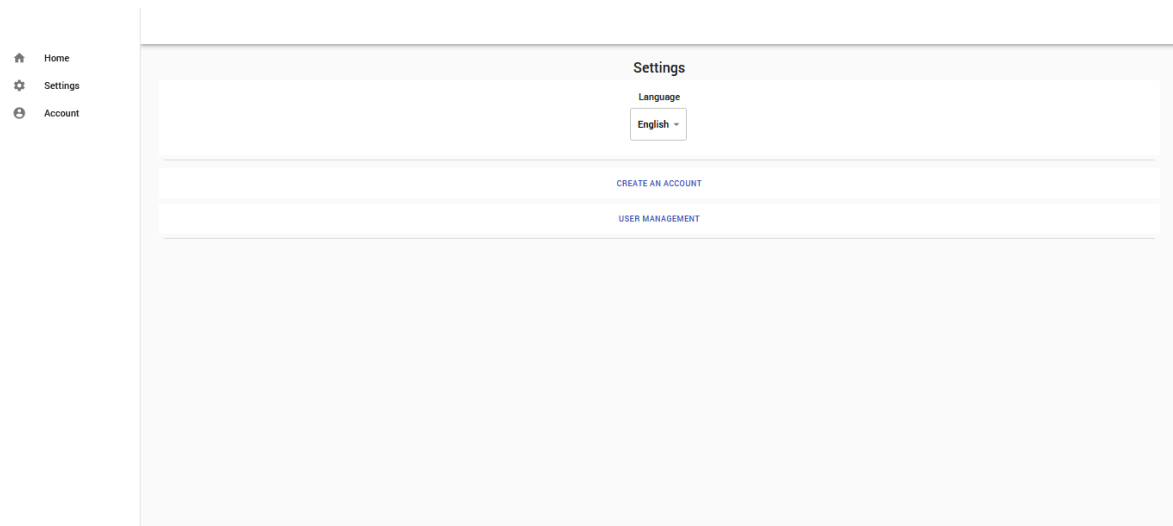 Home
Settings
Account
Settings
Language
English
CREATE AN ACCOUNT
USER MANAGEMENT